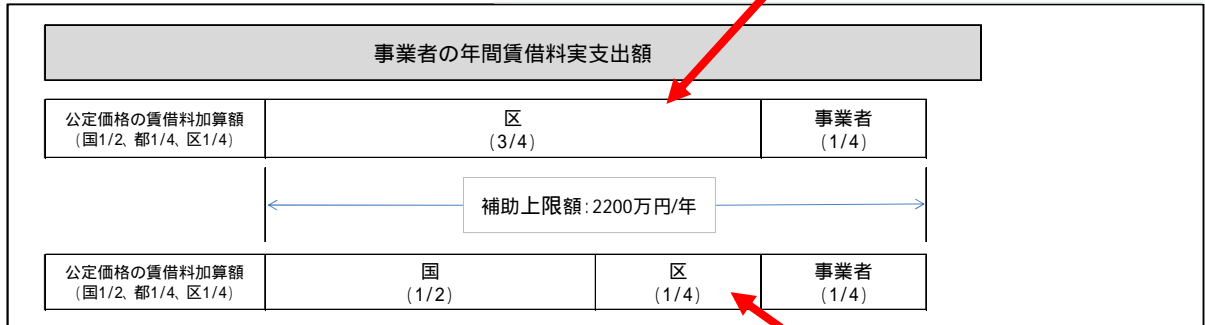 事業者の年間賃借料実支出額
公定価格の賃借料加算額
(国1/2、都1/4、区1/4)
区
(3/4)
事業者
(1/4)
補助上限額:2200万円/年
公定価格の賃借料加算額
(国1/2、都1/4、区1/4)
国
(1/2)
区
(1/4)
事業者
(1/4)